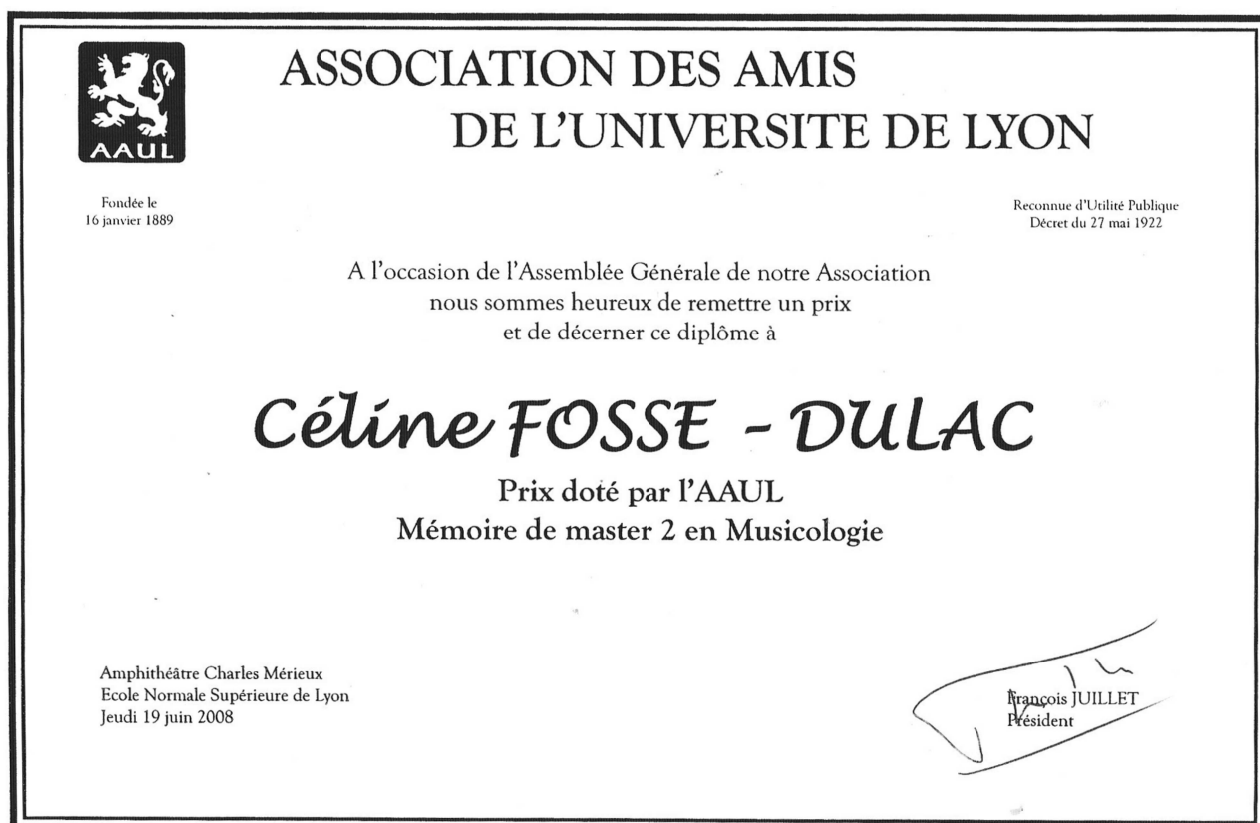 AAUL
ASSOCIATION DES AMIS
DE L'UNIVERSITE DE LYON
Fondée le
16 janvier 1889
Reconnue d'Utilité Publique
Décret du 27 mai 1922
A l'occasion de l'Assemblée Générale de notre Association
nous sommes heureux de remettre un prix
et de décerner ce diplôme à
Céline FOSSE - DULAC
Prix doté par l'AAUL
Mémoire de master 2 en Musicologie
Amphithéâtre Charles Mérieux
Ecole Normale Supérieure de Lyon
Jeudi 19 juin 2008
François JUILLET
Président